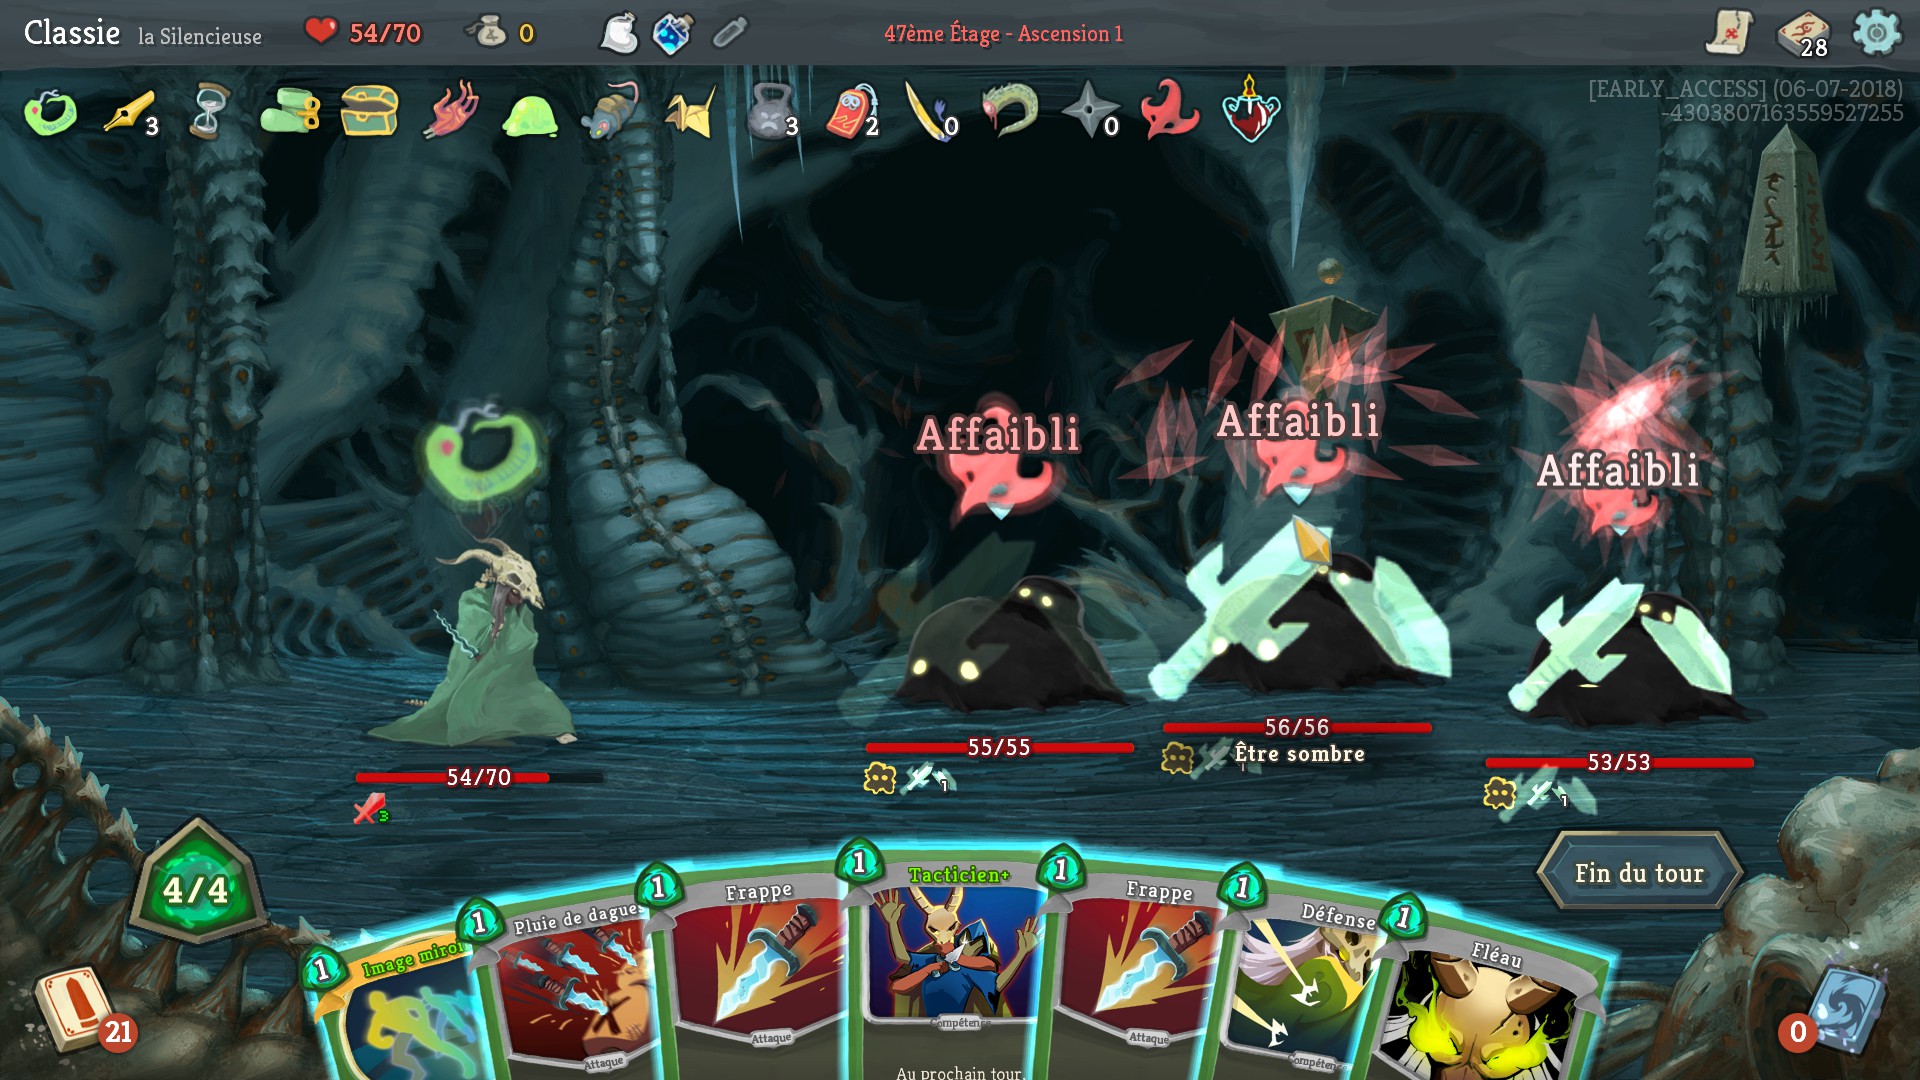 Classie la Silencieuse 54/70 0 47ème Étage - Ascension 1 28
[EARLY_ACCESS] (06-07-2018)
-4303807163559527255
3 3 2 0 0
Affaibli Affaibli Affaibli
54/70
3
55/55
1
56/56
Être sombre
53/53
1
4/4
Fin du tour
1 Image miroir
1 Pluie de dagues
Attaque
1 Frappe
Attaque
1 Tacticien+
Compétence
Au prochain tour,
1 Frappe
Attaque
1 Défense
Compétence
1 Fléau
21
0